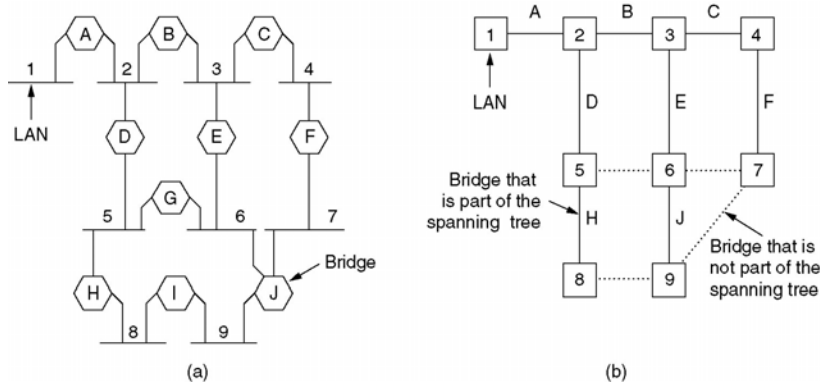 A B C
1 2 3 4
LAN
D E F
G
5 6 7
Bridge
H I J
8 9
(a)
A B C
1 2 3 4
LAN
D E F
5 6 7
Bridge that
is part of the
spanning tree
H J
Bridge that is
not part of the
spanning tree
8 9
(b)